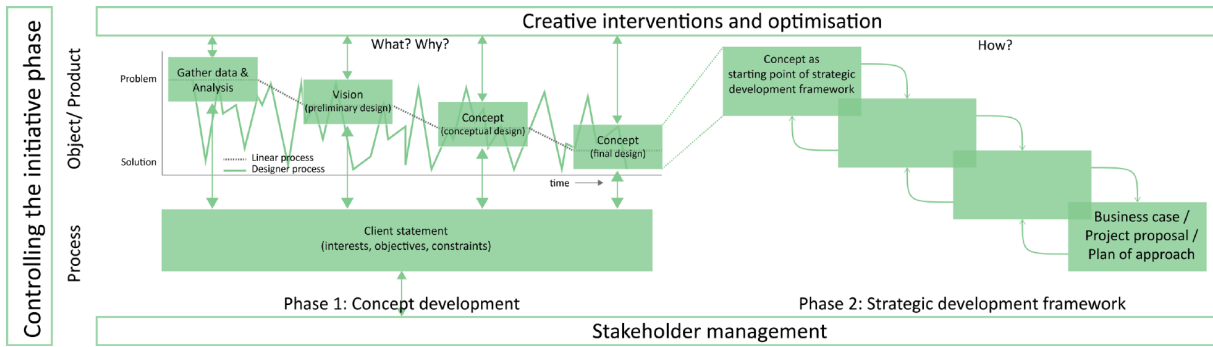 Creative interventions and optimisation
Controlling the initiative phase
Object/ Product
Process
What? Why?
How?
Problem
Solution
Gather data &
Analysis
Vision
(preliminary design)
Concept
(conceptual design)
Concept
(final design)
Linear process
Designer process
time
Concept as
starting point of strategic
development framework
Business case /
Project proposal /
Plan of approach
Client statement
(interests, objectives, constraints)
Phase 1: Concept development
Phase 2: Strategic development framework
Stakeholder management